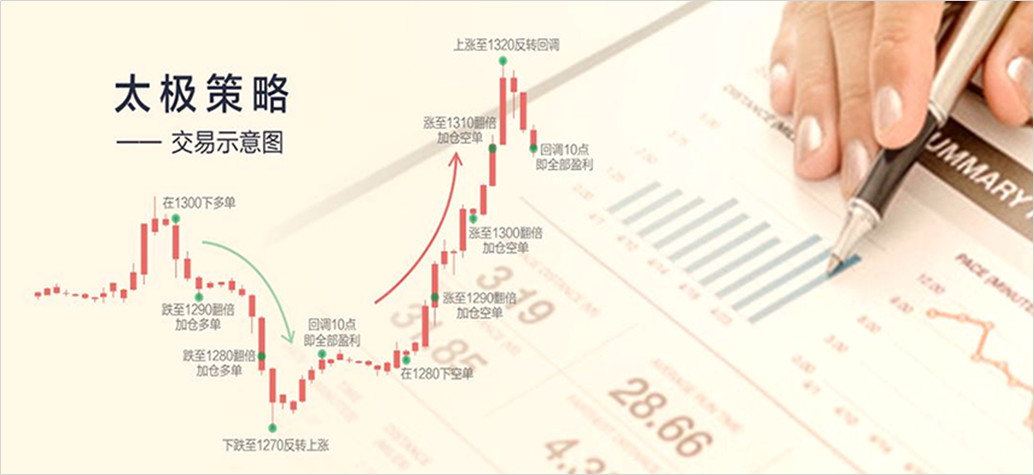 太极策略
—— 交易示意图
上涨至1320反转回调
涨至1310翻倍
加仓空单
回调10点
即全部盈利
在1300下多单
涨至1300翻倍
加仓空单
跌至1290翻倍
加仓多单
涨至1290翻倍
加仓空单
回调10点
即全部盈利
跌至1280翻倍
加仓多单
在1280下空单
下跌至1270反转上涨
UMMARY
PACE (MINUT
3.19
31.85
28.66
4.3